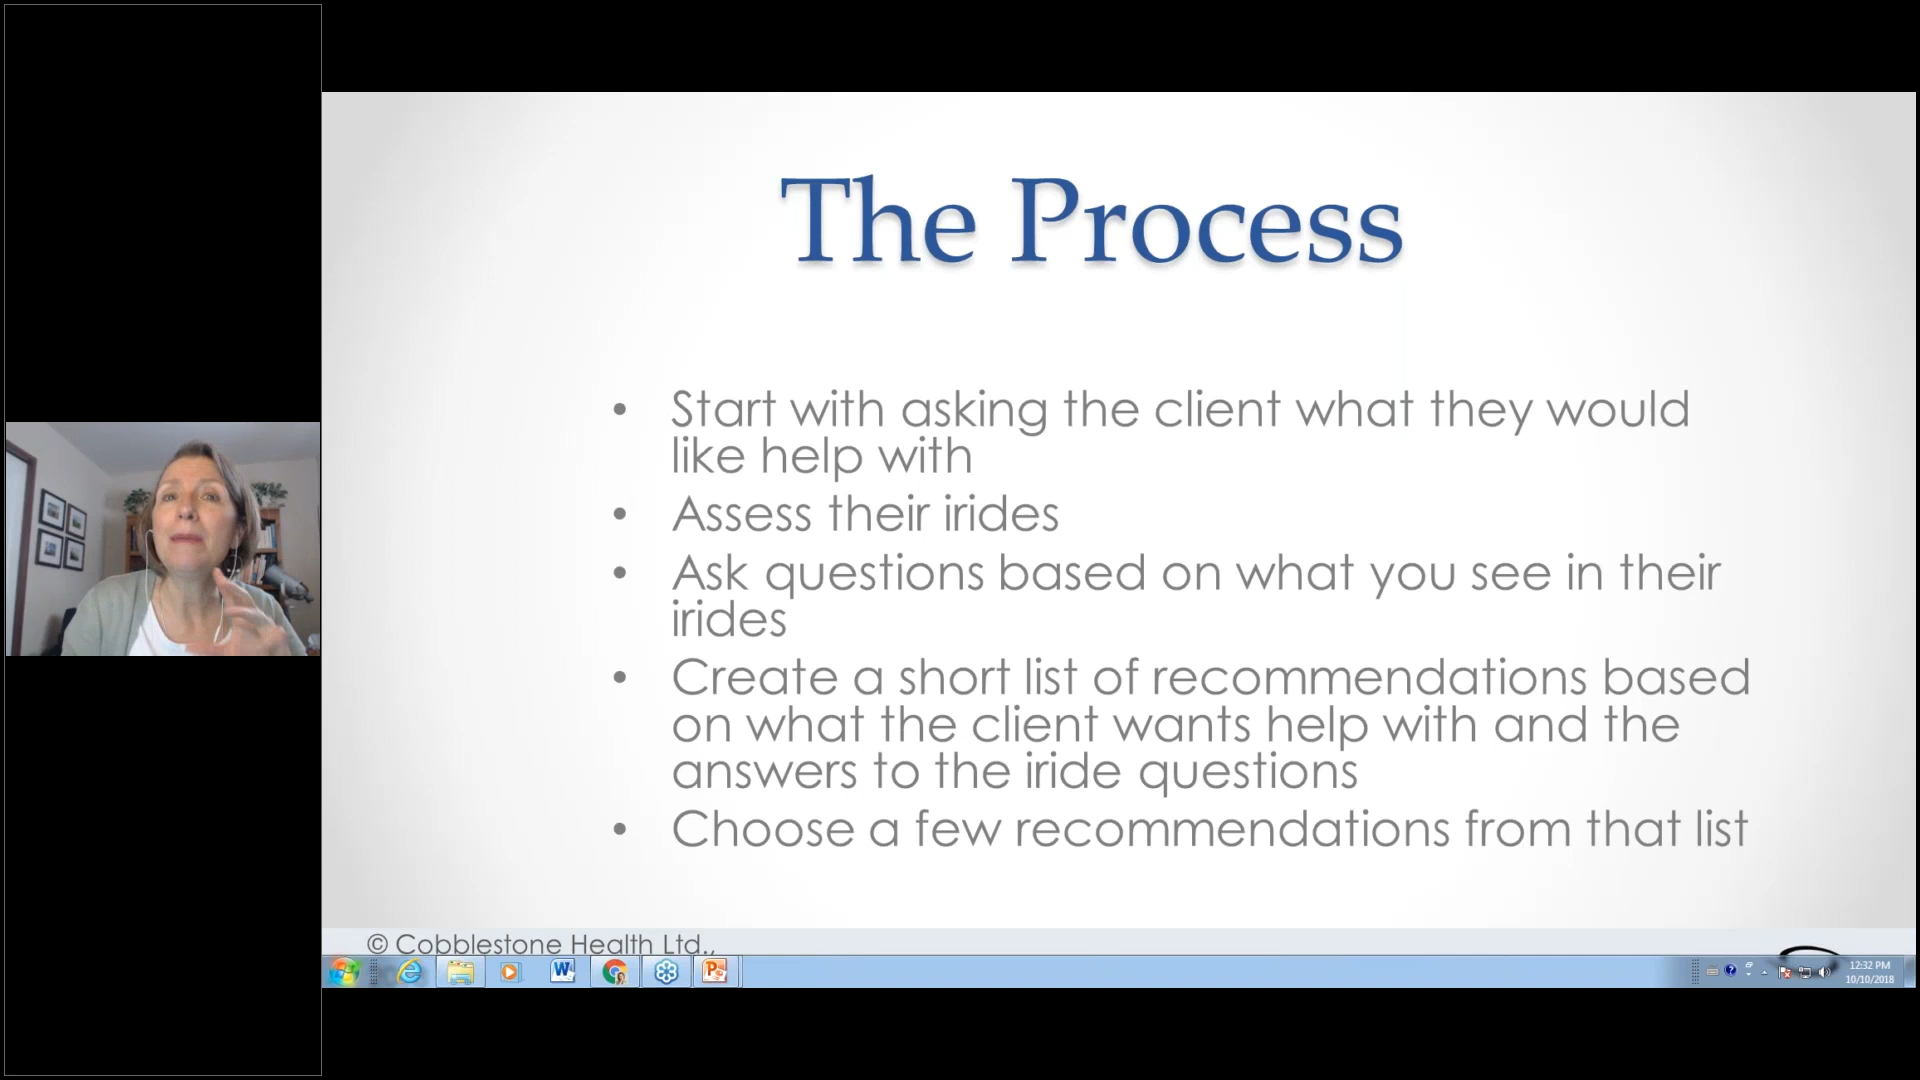 The Process
• Start with asking the client what they would
like help with
• Assess their irides
• Ask questions based on what you see in their
irides
• Create a short list of recommendations based
on what the client wants help with and the
answers to the iride questions
• Choose a few recommendations from that list
© Cobblestone Health Ltd.,
12:32 PM
10/10/2018